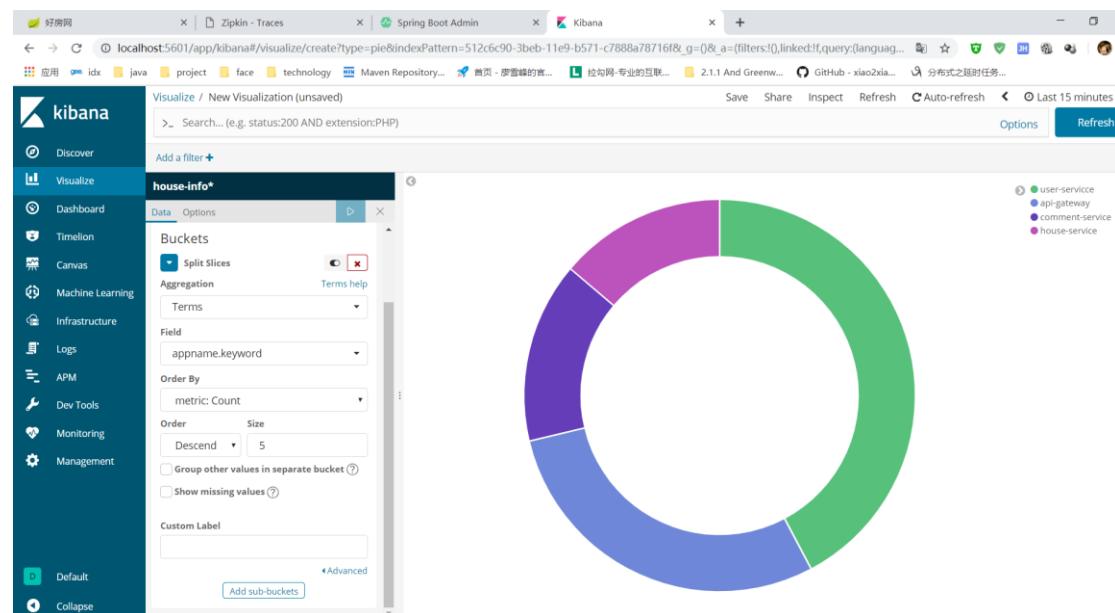 好房网
Zipkin - Traces
Spring Boot Admin
Kibana
localhost:5601/app/kibana#/visualize/create?type=pie&indexPattern=512c6c90-3beb-11e9-b571-c7888a78716f&_g=()&_a=(filters:!(),linked:!f,query:(languag...
应用
idx
java
project
face
technology
Maven Repository...
首页 - 廖雪峰的官...
拉勾网-专业的互联...
2.1.1 And Greenw...
GitHub - xiao2xia...
分布式之延时任务...
kibana
Visualize / New Visualization (unsaved)
Save Share Inspect Refresh Auto-refresh Last 15 minutes
>_ Search... (e.g. status:200 AND extension:PHP)
Options
Refresh
Add a filter +
Discover
Visualize
Dashboard
Timelion
Canvas
Machine Learning
Infrastructure
Logs
APM
Dev Tools
Monitoring
Management
D Default
Collapse
house-info*
Data Options
Buckets
Split Slices
Aggregation Terms help
Terms
Field
appname.keyword
Order By
metric: Count
Order Size
Descend 5
Group other values in separate bucket ?
Show missing values ?
Custom Label
Advanced
Add sub-buckets
user-servicce
api-gateway
comment-service
house-service